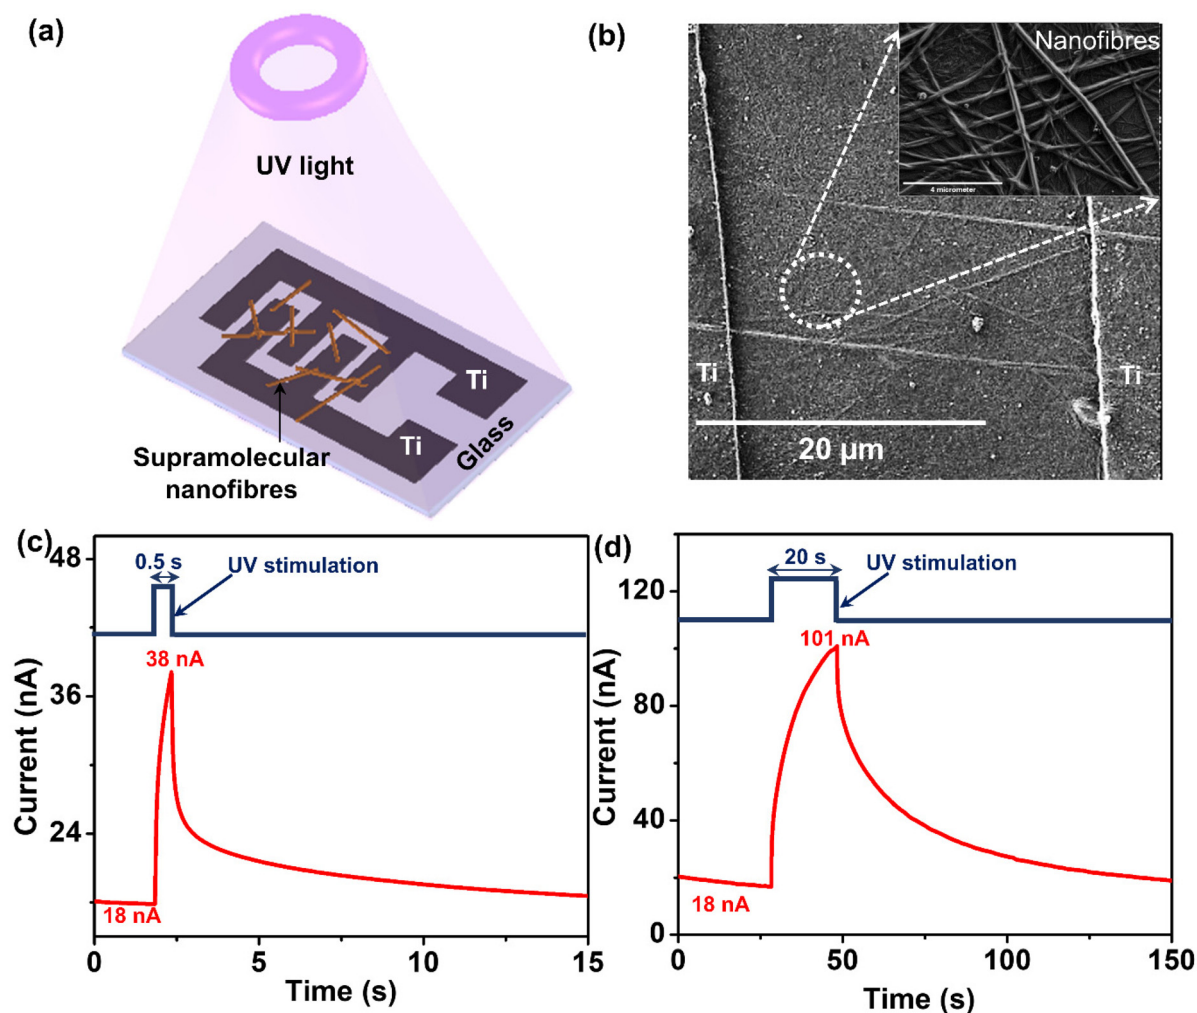 (a)
UV light
Ti
Ti
Glass
Supramolecular
nanofibres
(b)
Nanofibres
4 micrometer
Ti
Ti
20 µm
(c)
48
36
24
Current (nA)
0.5 s
UV stimulation
38 nA
18 nA
0
5
10
15
Time (s)
(d)
120
80
40
0
Current (nA)
20 s
UV stimulation
101 nA
18 nA
0
50
100
150
Time (s)